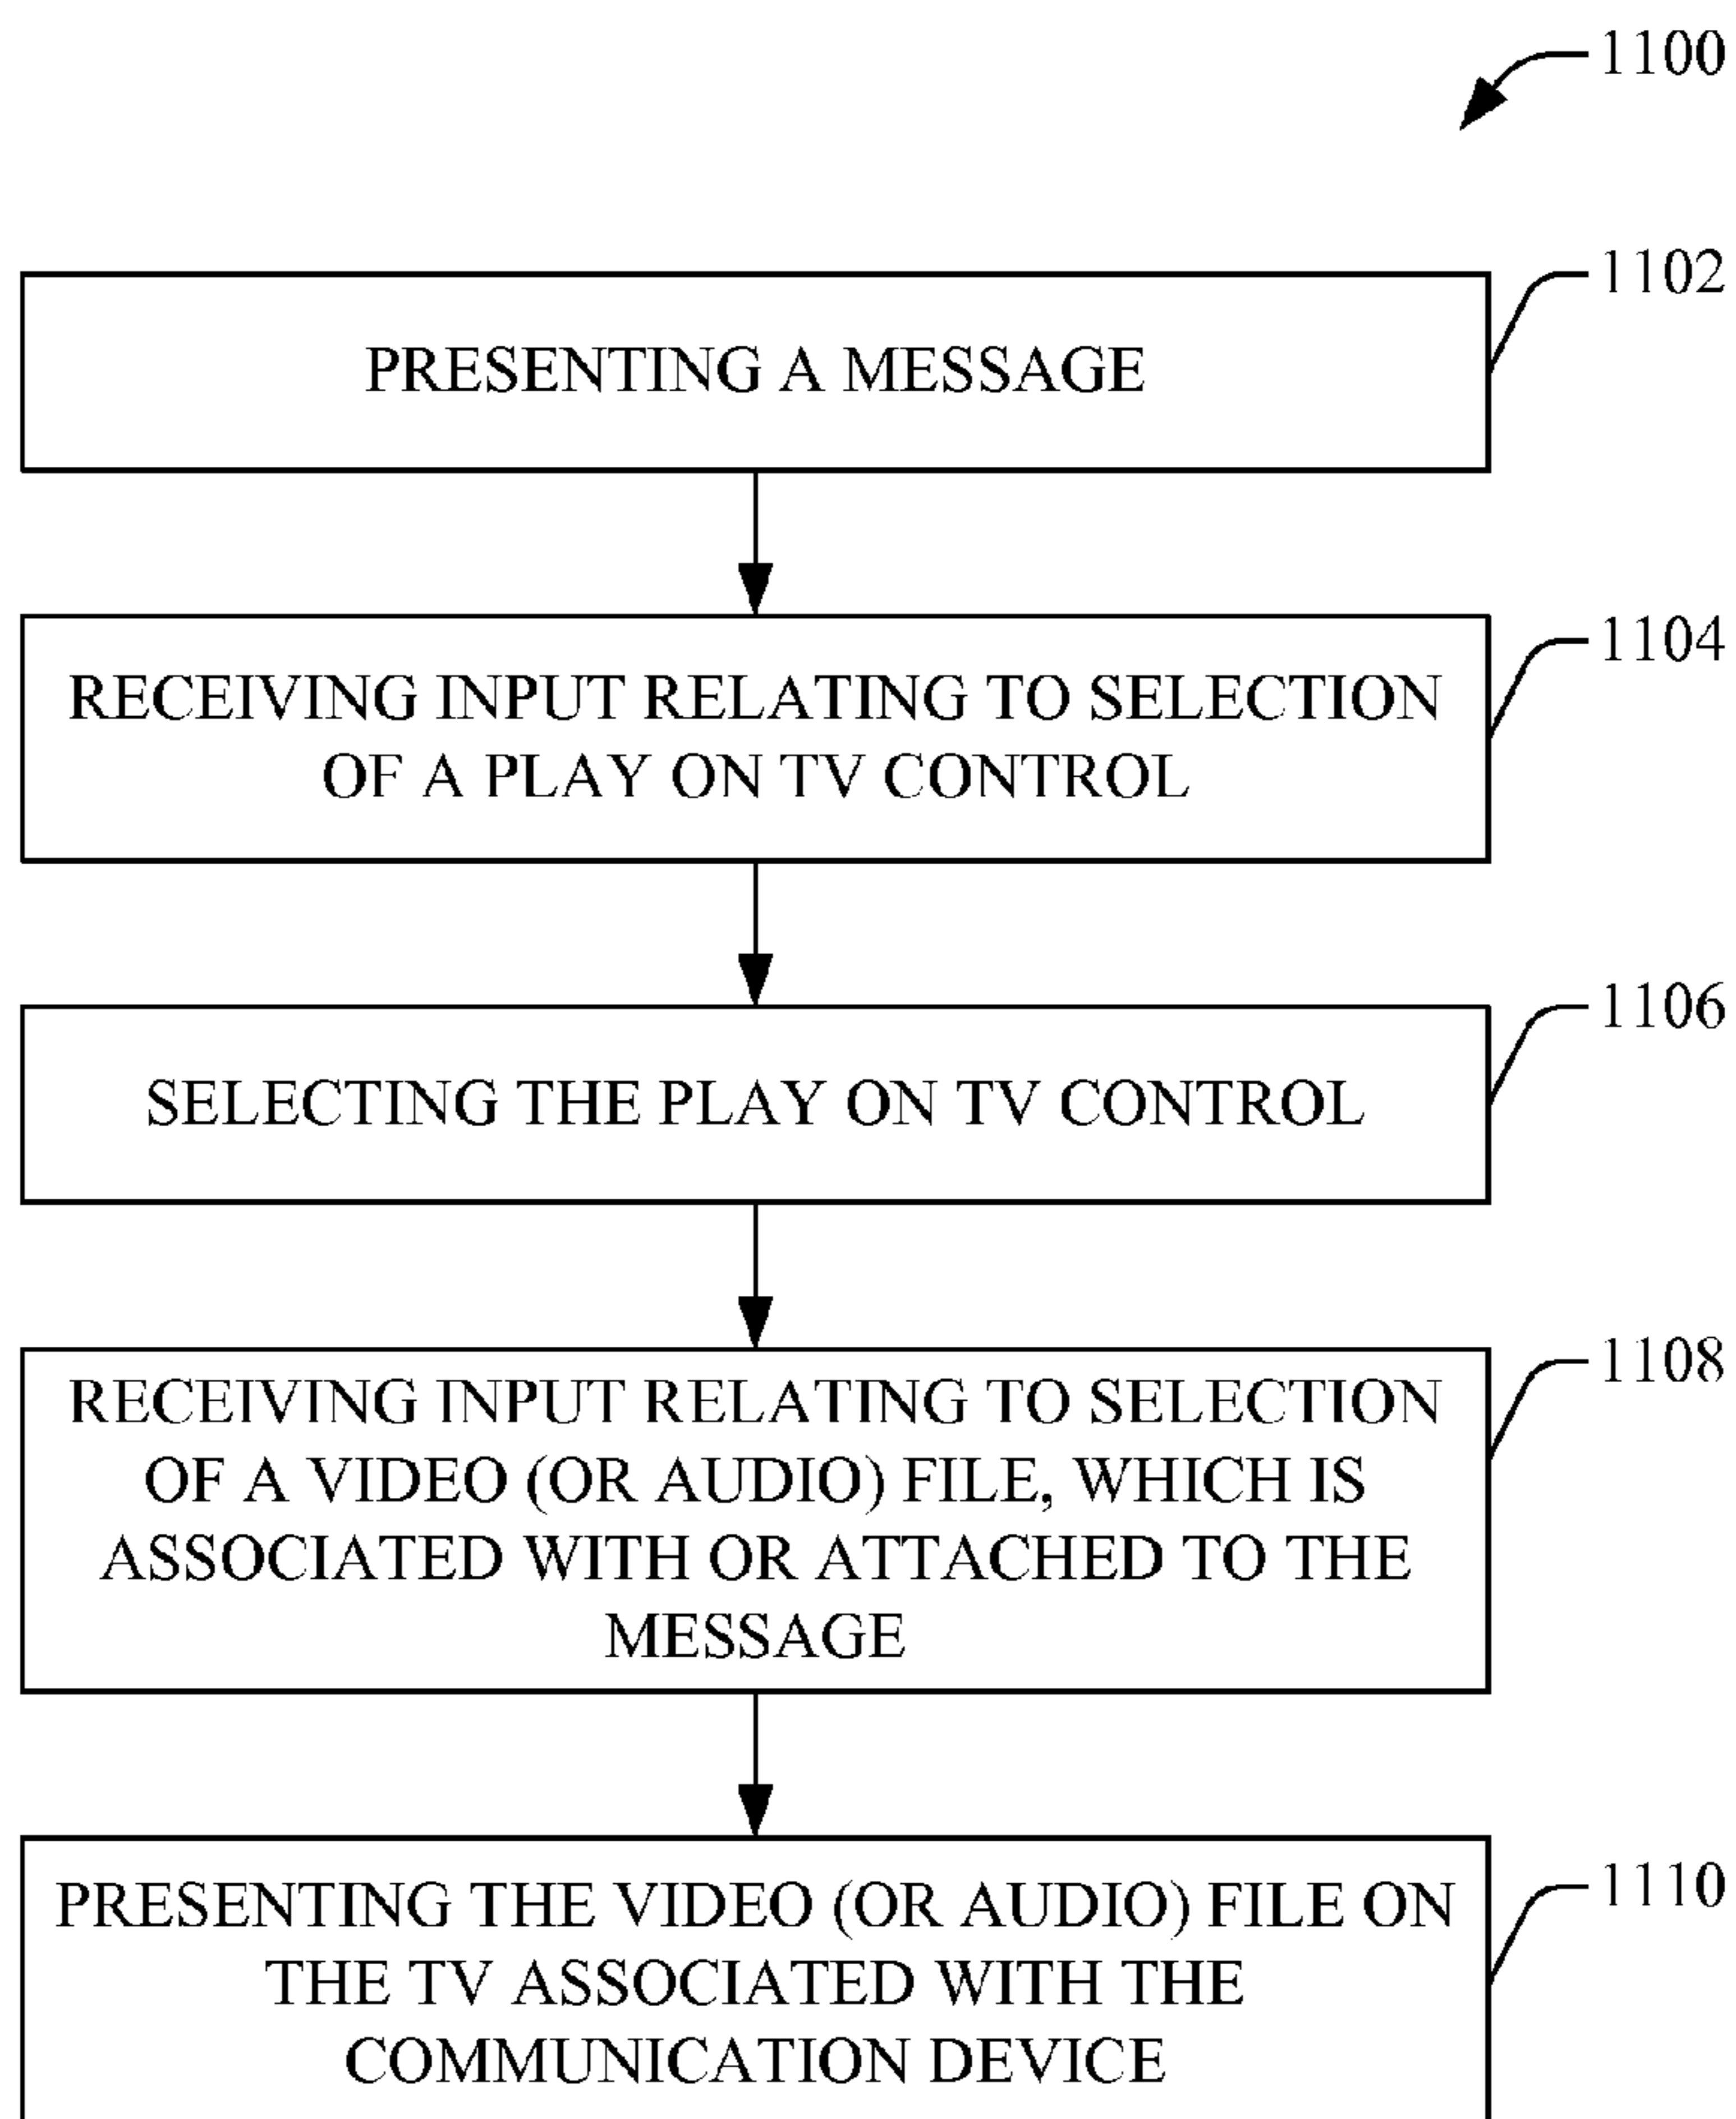 1100
1102
PRESENTING A MESSAGE
1104
RECEIVING INPUT RELATING TO SELECTION
OF A PLAY ON TV CONTROL
1106
SELECTING THE PLAY ON TV CONTROL
1108
RECEIVING INPUT RELATING TO SELECTION
OF A VIDEO (OR AUDIO) FILE, WHICH IS
ASSOCIATED WITH OR ATTACHED TO THE
MESSAGE
1110
PRESENTING THE VIDEO (OR AUDIO) FILE ON
THE TV ASSOCIATED WITH THE
COMMUNICATION DEVICE